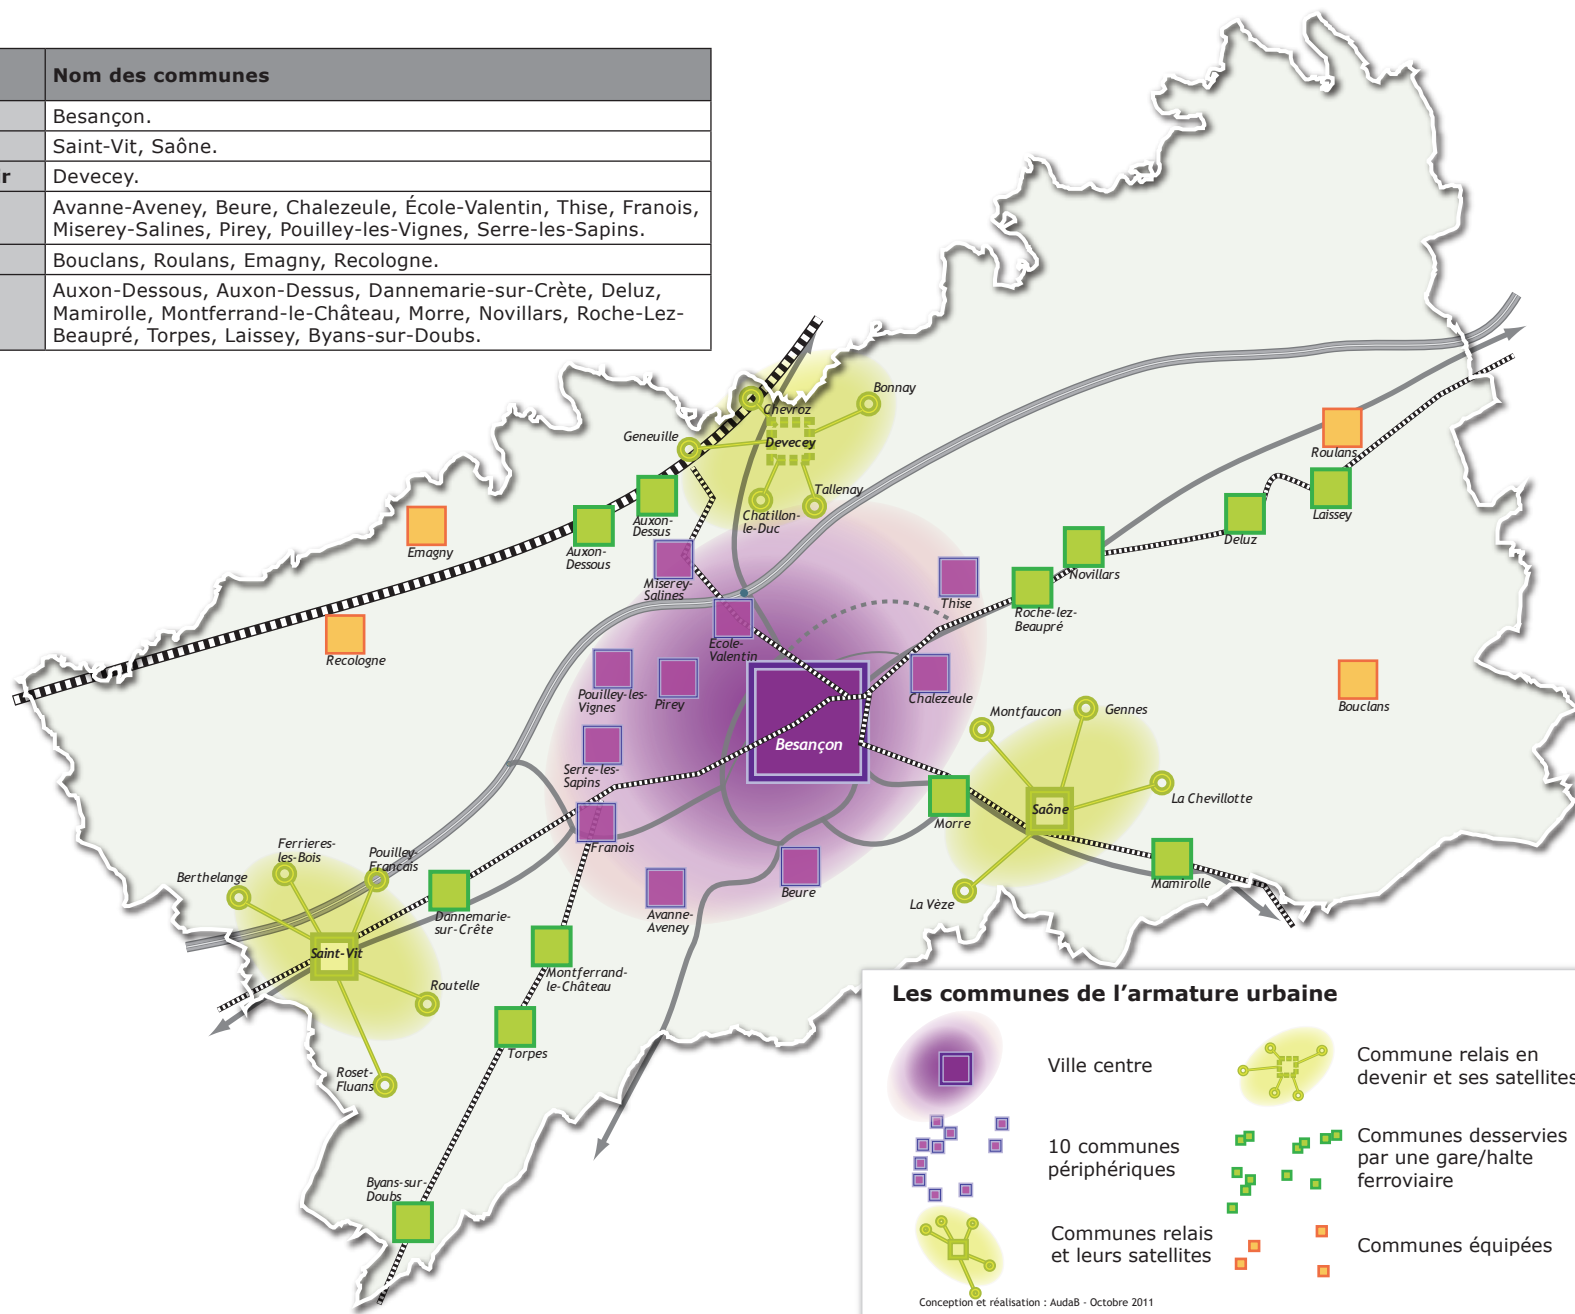 Nom des communes
Besançon.
Saint-Vit, Saône.
ir
Devecey.
Avanne-Aveney, Beure, Chalezeule, École-Valentin, Thise, Franois,
Miserey-Salines, Pirey, Pouilley-les-Vignes, Serre-les-Sapins.
Bouclans, Roulans, Emagny, Recologne.
Auxon-Dessous, Auxon-Dessus, Dannemarie-sur-Crète, Deluz,
Mamirolle, Montferrand-le-Château, Morre, Novillars, Roche-Lez-
Beaupré, Torpes, Laissey, Byans-sur-Doubs.
Bonnay
Chevroz
Geneuille
Devecey
Tallenay
Chatillon-
le-Duc
Auxon-
Dessus
Auxon-
Dessous
Emagny
Recologne
Miserey-
Salines
Ecole-
Valentin
Pouilley-les-
Vignes
Pirey
Thise
Chalezeule
Roche-lez-
Beaupré
Novillars
Deluz
Laissey
Roulans
Bouclans
Besançon
Serre-les-
Sapins
Franois
Avanne-
Aveney
Beure
Morre
Montfaucon
Gennes
Saône
La Chevillotte
La Vèze
Mamirolle
Ferrieres-
les-Bois
Pouilley-
Francais
Berthelange
Dannemarie-
sur-Crête
Saint-Vit
Routelle
Roset-
Fluans
Montferrand-
le-Château
Torpes
Byans-sur-
Doubs
Les communes de l’armature urbaine
Ville centre
10 communes
périphériques
Communes relais
et leurs satellites
Commune relais en
devenir et ses satellites
Communes desservies
par une gare/halte
ferroviaire
Communes équipées
Conception et réalisation : AudaB - Octobre 2011